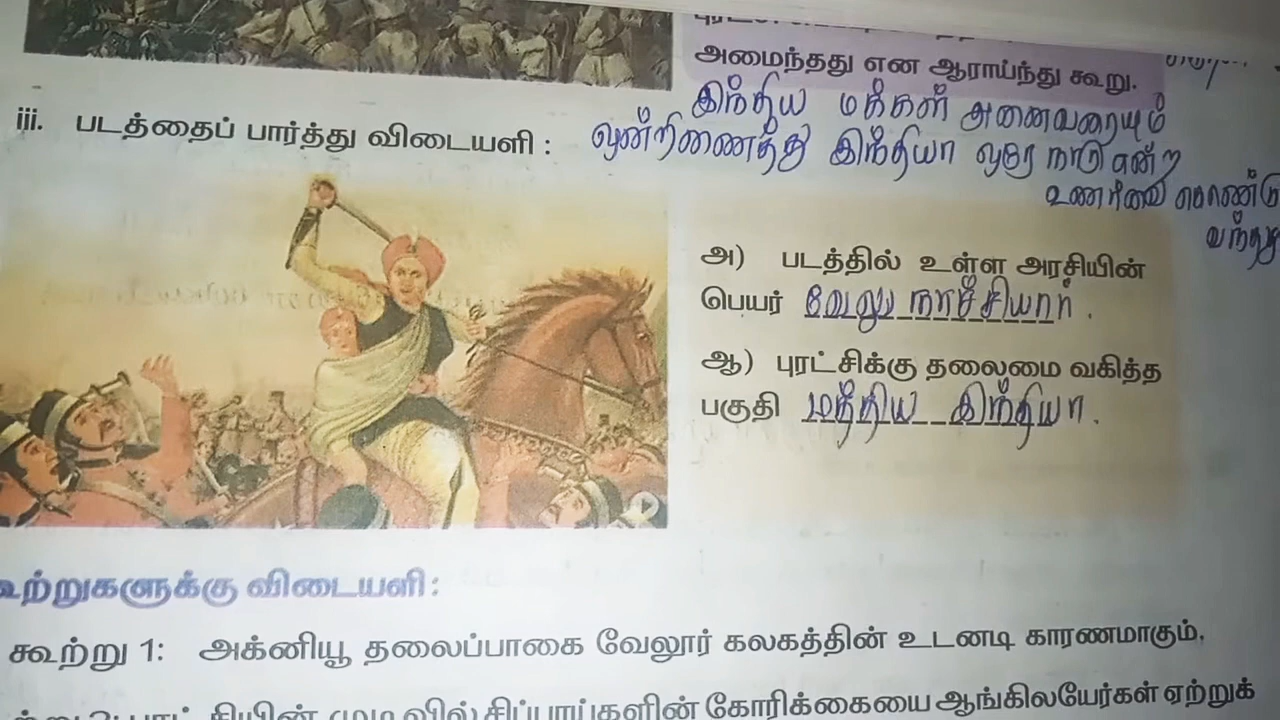 அமைந்தது என ஆராய்ந்து கூறு.
இந்திய மக்கள் அனைவரையும்
iii. படத்தைப் பார்த்து விடையளி :
ஒன்றிணைத்து இந்தியா ஒரே நாடு என்ற
உணர்வை கொண்டு
வந்தது
அ) படத்தில் உள்ள அரசியின்
பெயர் வேலு நாச்சியார் .
ஆ) புரட்சிக்கு தலைமை வகித்த
பகுதி மத்திய இந்தியா .
கூற்றுகளுக்கு விடையளி :
கூற்று 1: அக்னியூ தலைப்பாகை வேலூர் கலகத்தின் உடனடி காரணமாகும்.
சிப்பாய்களின் கோரிக்கையை ஆங்கிலயேர்கள் ஏற்றுக்